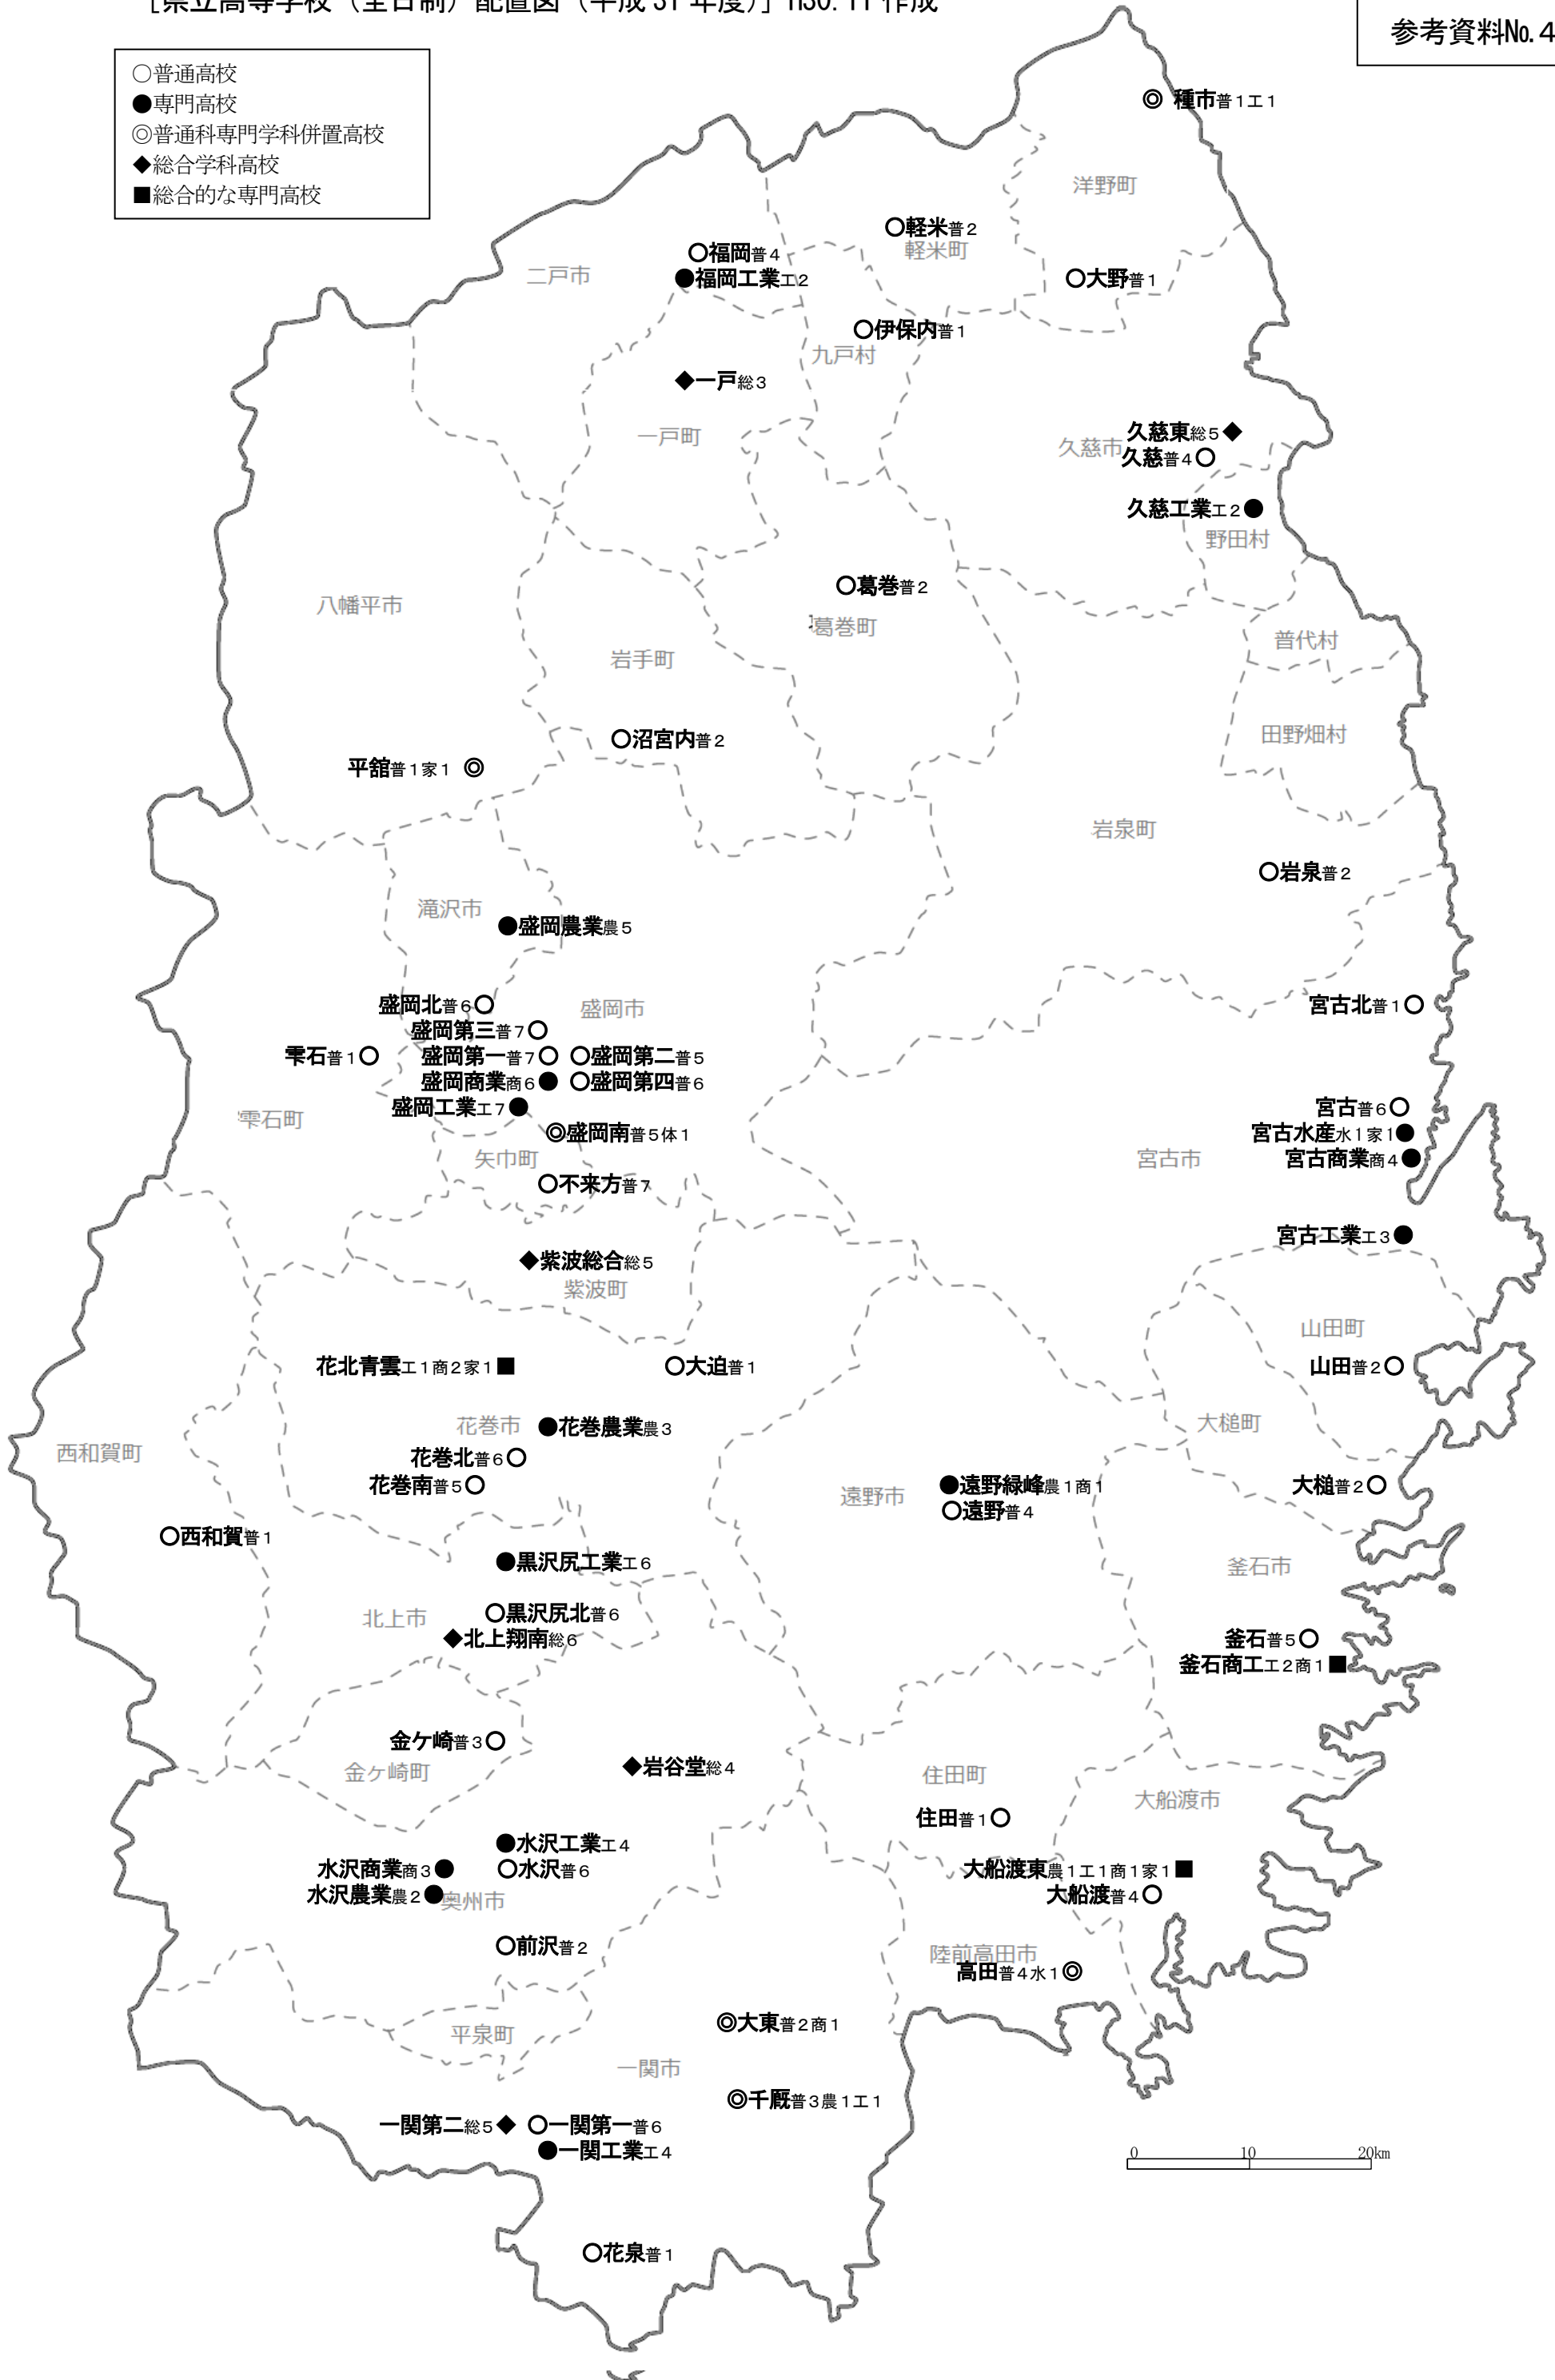 ［県立高等学校（全日制）配置図（平成31年度）］H30.11作成
参考資料№.4
○普通高校
●専門高校
◎普通科専門学科併置高校
◆総合学科高校
■総合的な専門高校
◎ 種市普1工1
洋野町
○軽米普2
軽米町
○福岡普4
●福岡工業工2
二戸市
○大野普1
○伊保内普1
九戸村
◆一戸総3
一戸町
久慈東総5◆
久慈市
久慈普4○
久慈工業工2●
野田村
○葛巻普2
葛巻町
八幡平市
普代村
岩手町
田野畑村
○沼宮内普2
平舘普1家1 ◎
岩泉町
○岩泉普2
滝沢市
●盛岡農業農5
盛岡北普6○
盛岡市
宮古北普1○
盛岡第三普7○
雫石普1○
盛岡第一普7○
○盛岡第二普5
盛岡商業商6●
○盛岡第四普6
盛岡工業工7●
雫石町
宮古普6○
◎盛岡南普5体1
宮古水産水1家1●
矢巾町
宮古市
宮古商業商4●
○不来方普7
宮古工業工3●
◆紫波総合総5
紫波町
山田町
花北青雲工1商2家1■
○大迫普1
山田普2○
花巻市
●花巻農業農3
大槌町
西和賀町
花巻北普6○
花巻南普5○
遠野市
●遠野緑峰農1商1
大槌普2○
○遠野普4
○西和賀普1
●黒沢尻工業工6
釜石市
北上市
○黒沢尻北普6
◆北上翔南総6
釜石普5○
釜石商工工2商1■
金ケ崎普3○
金ヶ崎町
◆岩谷堂総4
住田町
大船渡市
住田普1○
●水沢工業工4
水沢商業商3●
○水沢普6
大船渡東農1工1商1家1■
水沢農業農2●
奥州市
大船渡普4○
○前沢普2
陸前高田市
高田普4水1◎
◎大東普2商1
平泉町
一関市
◎千厩普3農1工1
一関第二総5◆
○一関第一普6
●一関工業工4
0 10 20km
○花泉普1